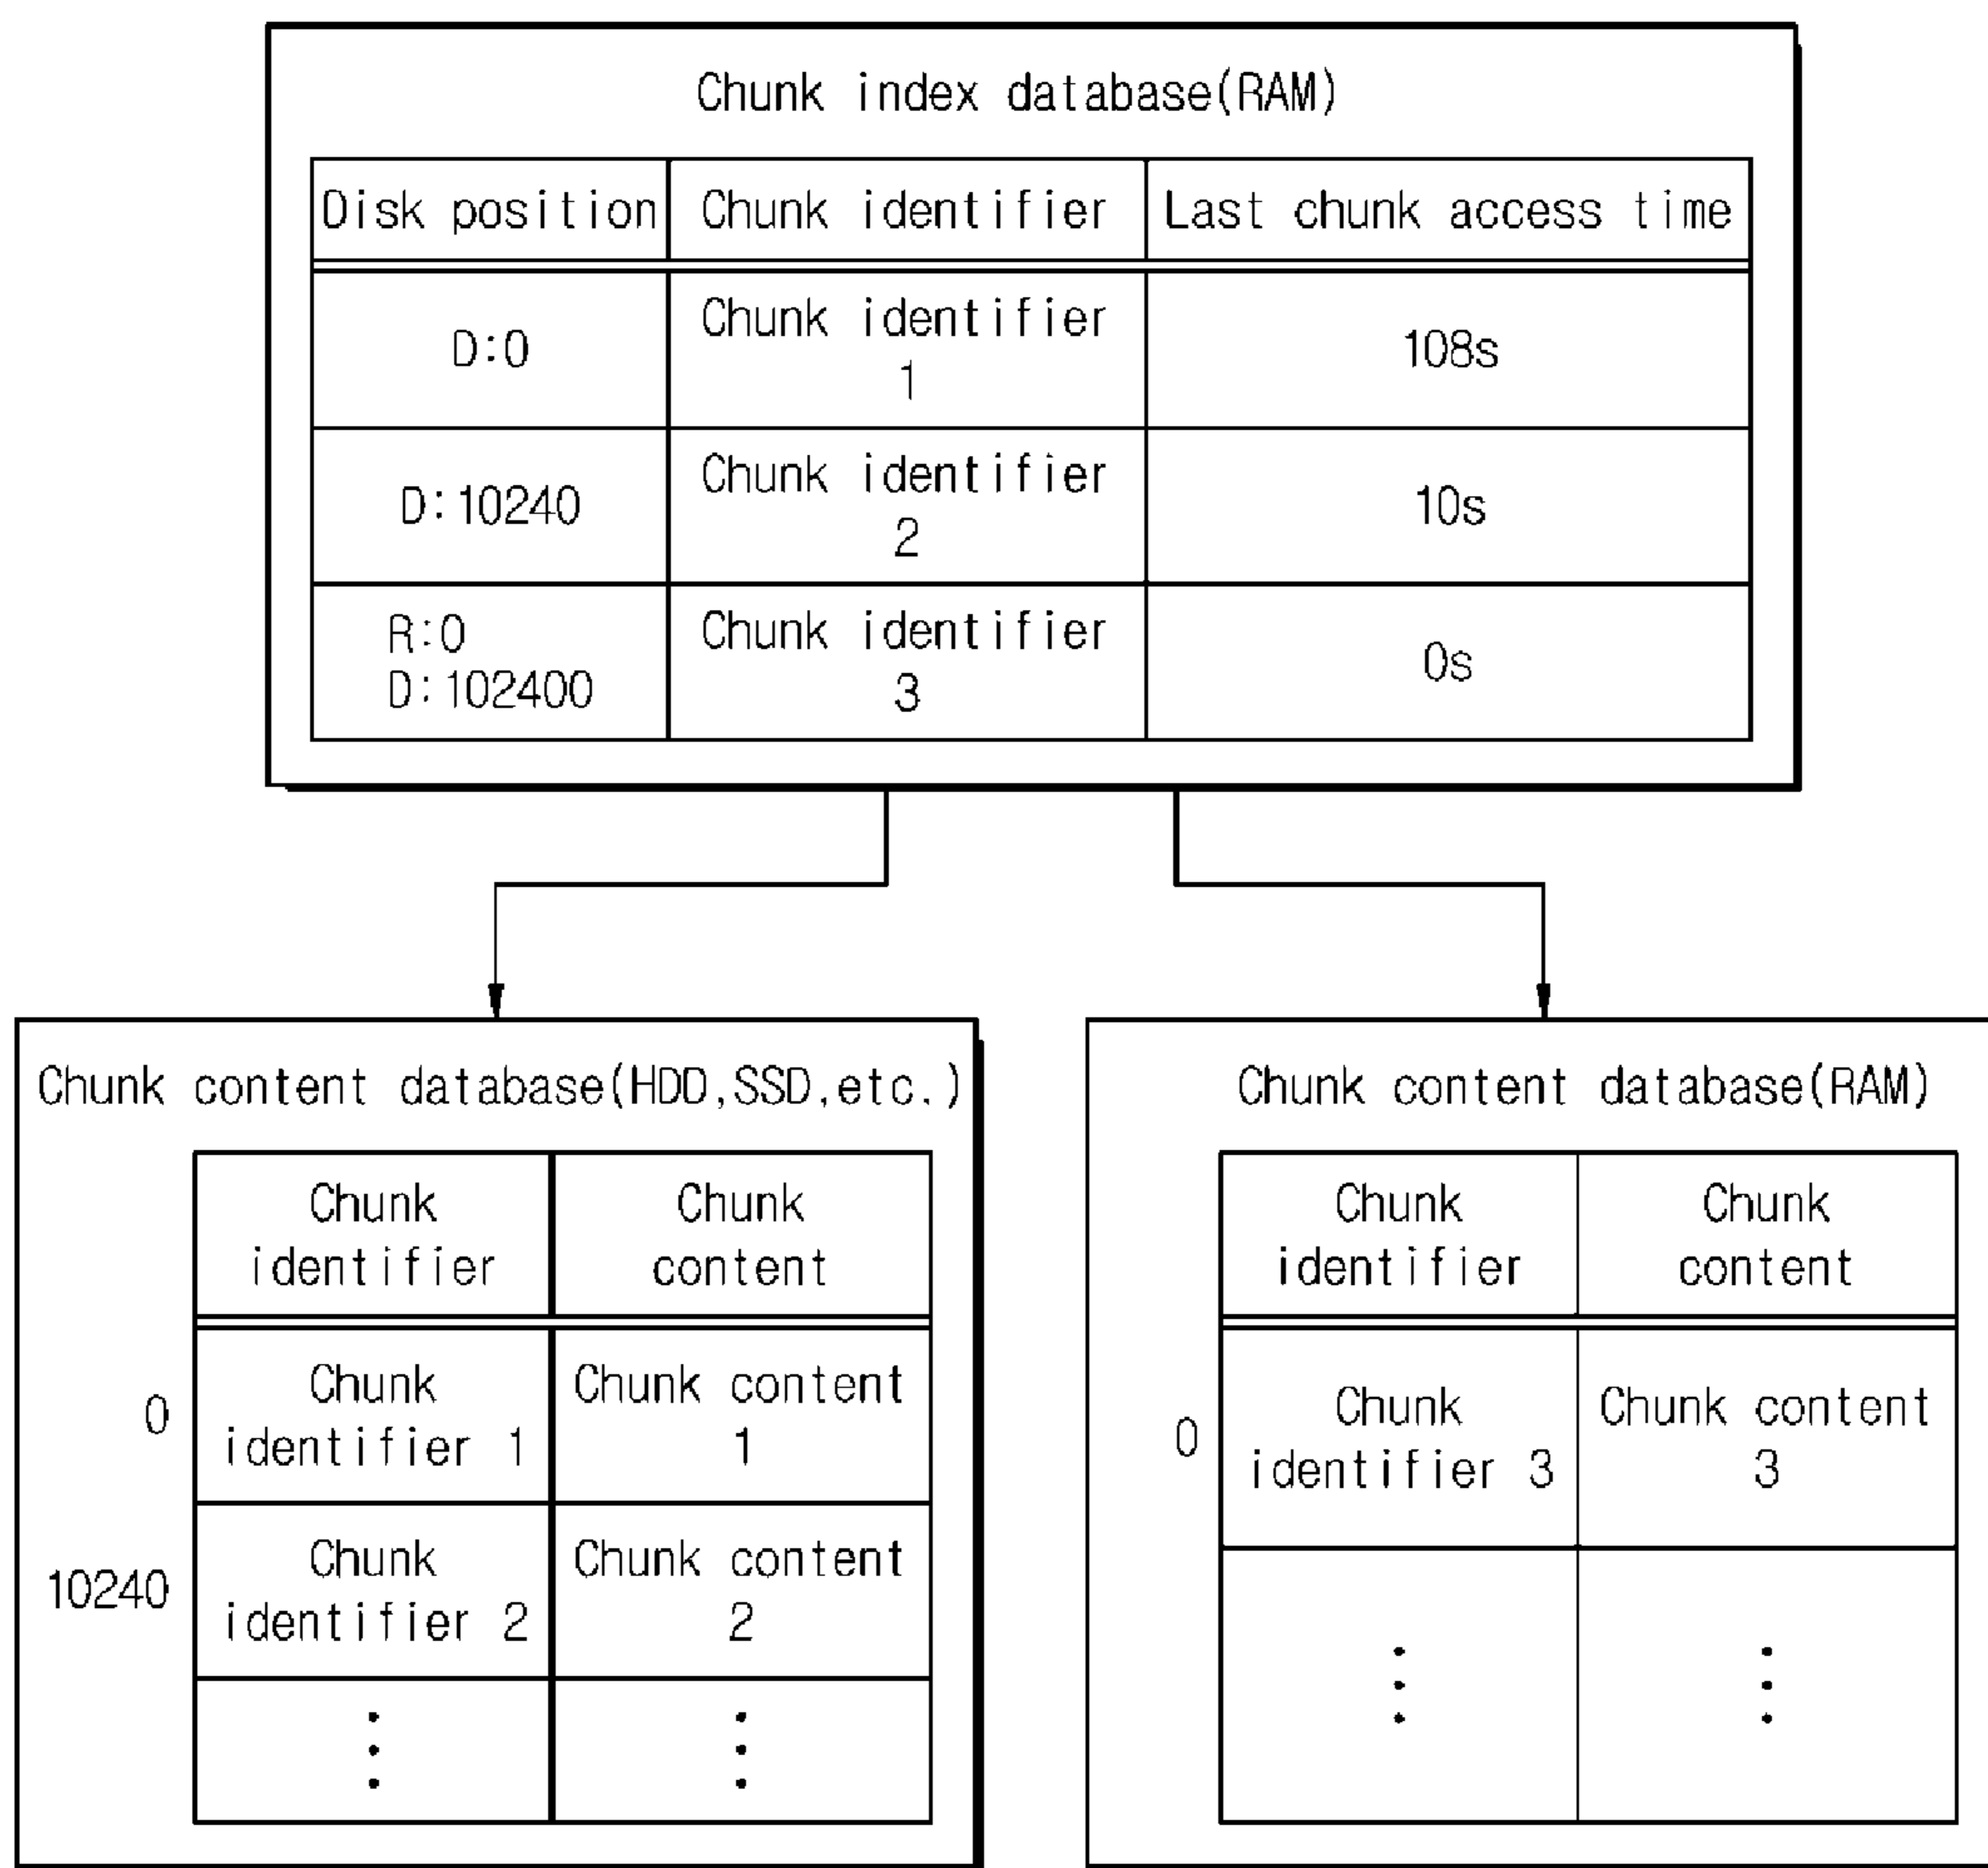 Chunk index database(RAM)
Disk position Chunk identifier Last chunk access time
D:0 Chunk identifier 1 108s
D:10240 Chunk identifier 2 10s
R:0
D:102400 Chunk identifier 3 0s
Chunk content database(HDD,SSD,etc.)
Chunk identifier Chunk content
0 Chunk identifier 1 Chunk content 1
10240 Chunk identifier 2 Chunk content 2
Chunk content database(RAM)
Chunk identifier Chunk content
0 Chunk identifier 3 Chunk content 3